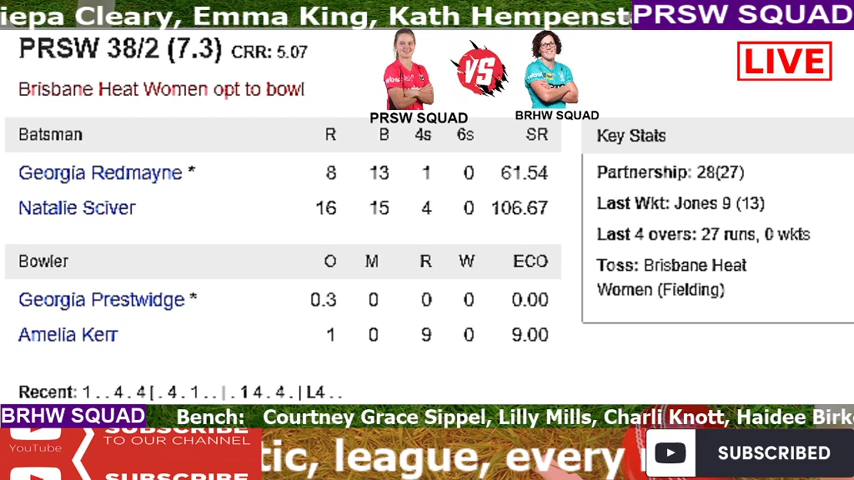 iepa Cleary, Emma King, Kath Hempenst
PRSW SQUAD
PRSW 38/2 (7.3) CRR: 5.07
VS
LIVE
Brisbane Heat Women opt to bowl
PRSW SQUAD
BRHW SQUAD
Batsman R B 4s 6s SR
Georgia Redmayne * 8 13 1 0 61.54
Natalie Sciver 16 15 4 0 106.67
Bowler O M R W ECO
Georgia Prestwidge * 0.3 0 0 0 0.00
Amelia Kerr 1 0 9 0 9.00
Key Stats
Partnership: 28(27)
Last Wkt: Jones 9 (13)
Last 4 overs: 27 runs, 0 wkts
Toss: Brisbane Heat
Women (Fielding)
Recent: 1 . . 4 . 4 [ . 4 . 1 . . | . 1 4 . 4 . | L4 . .
BRHW SQUAD
Bench: Courtney Grace Sippel, Lilly Mills, Charli Knott, Haidee Birk
YouTube
SUBSCRIBE
TO OUR CHANNEL
SUBSCRIBE
tic, league, every
SUBSCRIBED